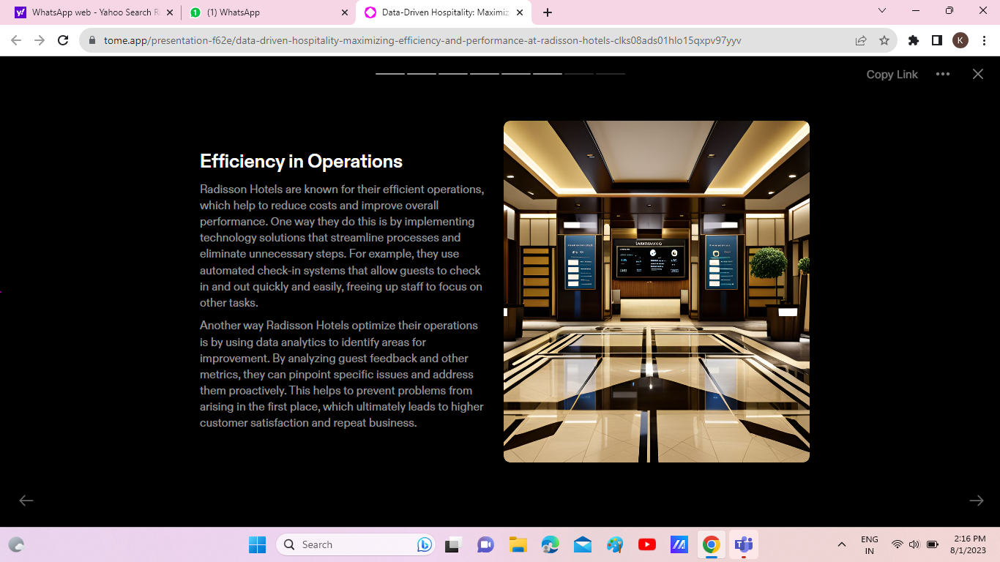 WhatsApp web - Yahoo Search R
(1) WhatsApp
Data-Driven Hospitality: Maximiz
tome.app/presentation-f62e/data-driven-hospitality-maximizing-efficiency-and-performance-at-radisson-hotels-clks08ads01hlo15qxpv97yyv
K
Copy Link
Efficiency in Operations
Radisson Hotels are known for their efficient operations,
which help to reduce costs and improve overall
performance. One way they do this is by implementing
technology solutions that streamline processes and
eliminate unnecessary steps. For example, they use
automated check-in systems that allow guests to check
in and out quickly and easily, freeing up staff to focus on
other tasks.
Another way Radisson Hotels optimize their operations
is by using data analytics to identify areas for
improvement. By analyzing guest feedback and other
metrics, they can pinpoint specific issues and address
them proactively. This helps to prevent problems from
arising in the first place, which ultimately leads to higher
customer satisfaction and repeat business.
Search
ENG
IN
2:16 PM
8/1/2023